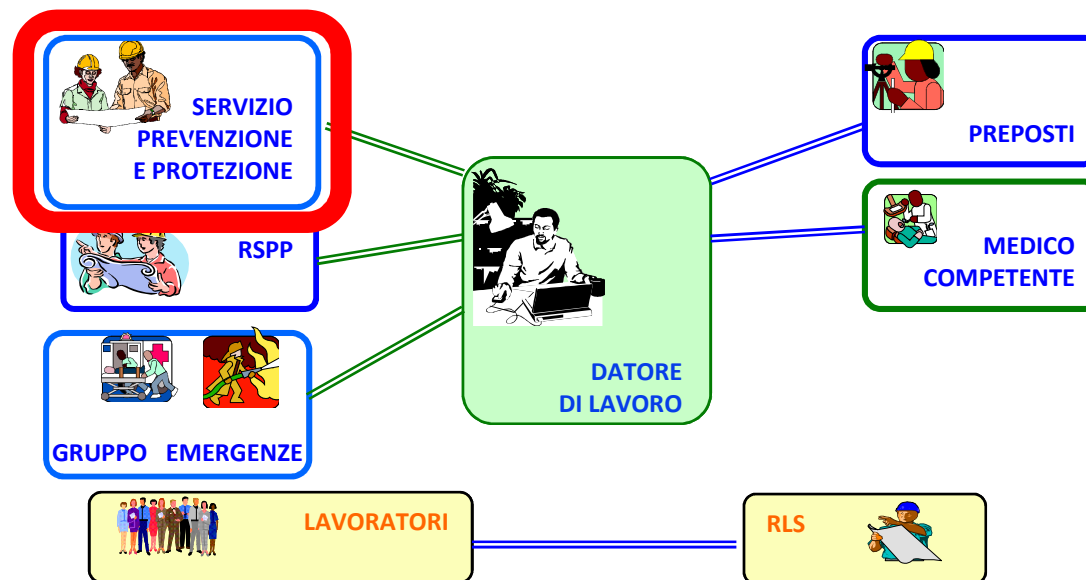 SERVIZIO
PREVENZIONE
E PROTEZIONE
RSPP
GRUPPO EMERGENZE
DATORE
DI LAVORO
PREPOSTI
MEDICO
COMPETENTE
LAVORATORI
RLS